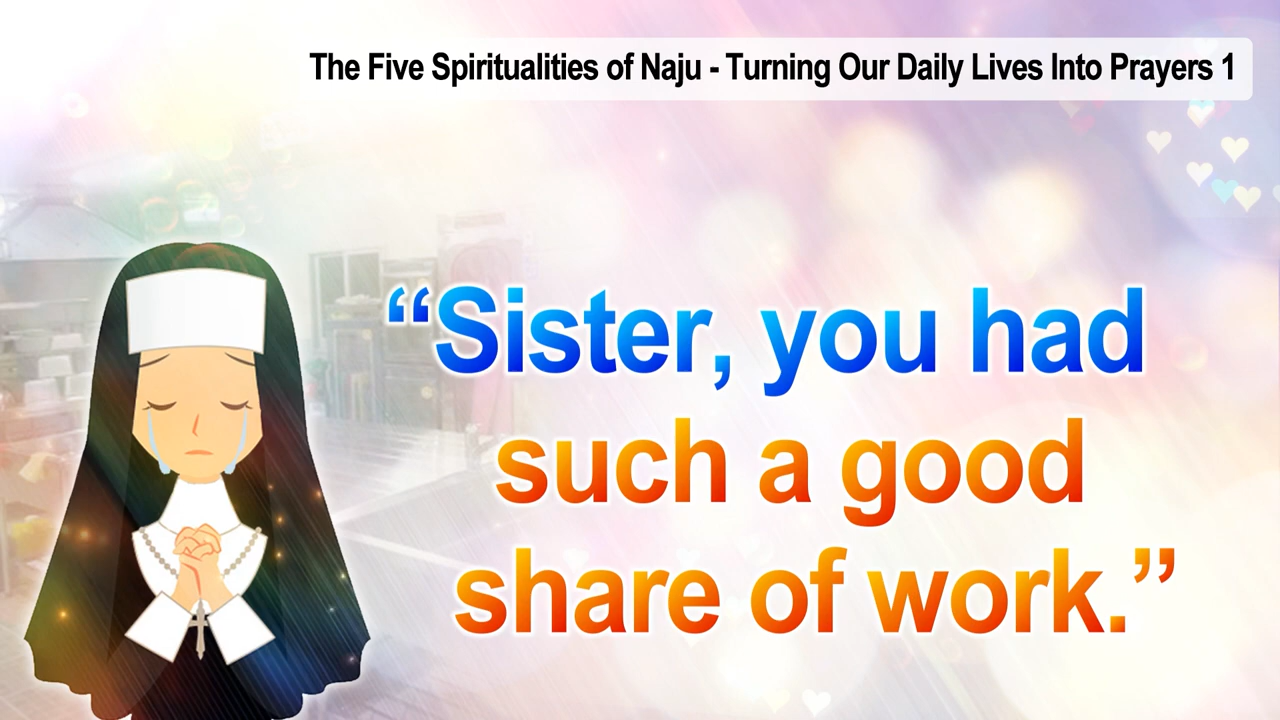 The Five Spiritualities of Naju - Turning Our Daily Lives Into Prayers 1
“Sister, you had
such a good
share of work.”